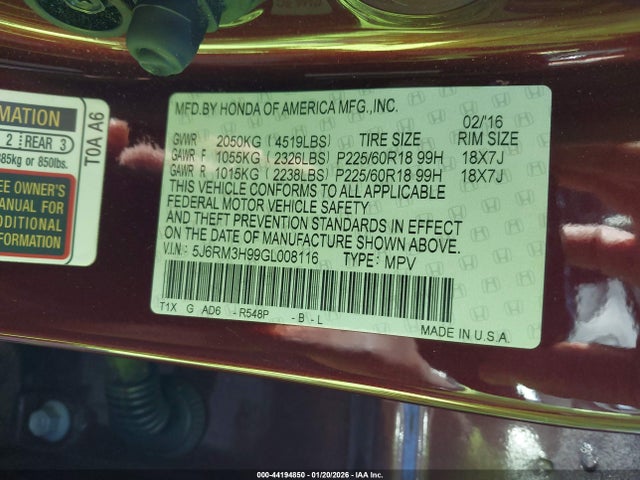 MATION
2 REAR 3
385kg or 850lbs.
EE OWNER'S
MANUAL FOR
ADDITIONAL
INFORMATION
TOA A6
MFD.BY HONDA OF AMERICA MFG.,INC.
02/'16
GVWR 2050KG (4519LBS) TIRE SIZE RIM SIZE
GAWR F 1055KG (2326LBS) P225/60R18 99H 18X7J
GAWR R 1015KG (2238LBS) P225/60R18 99H 18X7J
THIS VEHICLE CONFORMS TO ALL APPLICABLE
FEDERAL MOTOR VEHICLE SAFETY
AND THEFT PREVENTION STANDARDS IN EFFECT
ON THE DATE OF MANUFACTURE SHOWN ABOVE.
V.I.N.: 5J6RM3H99GL008116 TYPE: MPV
T1X G AD6 - R548P - B - L
MADE IN U.S.A.
000-44194850 - 01/20/2026 - IAA Inc.